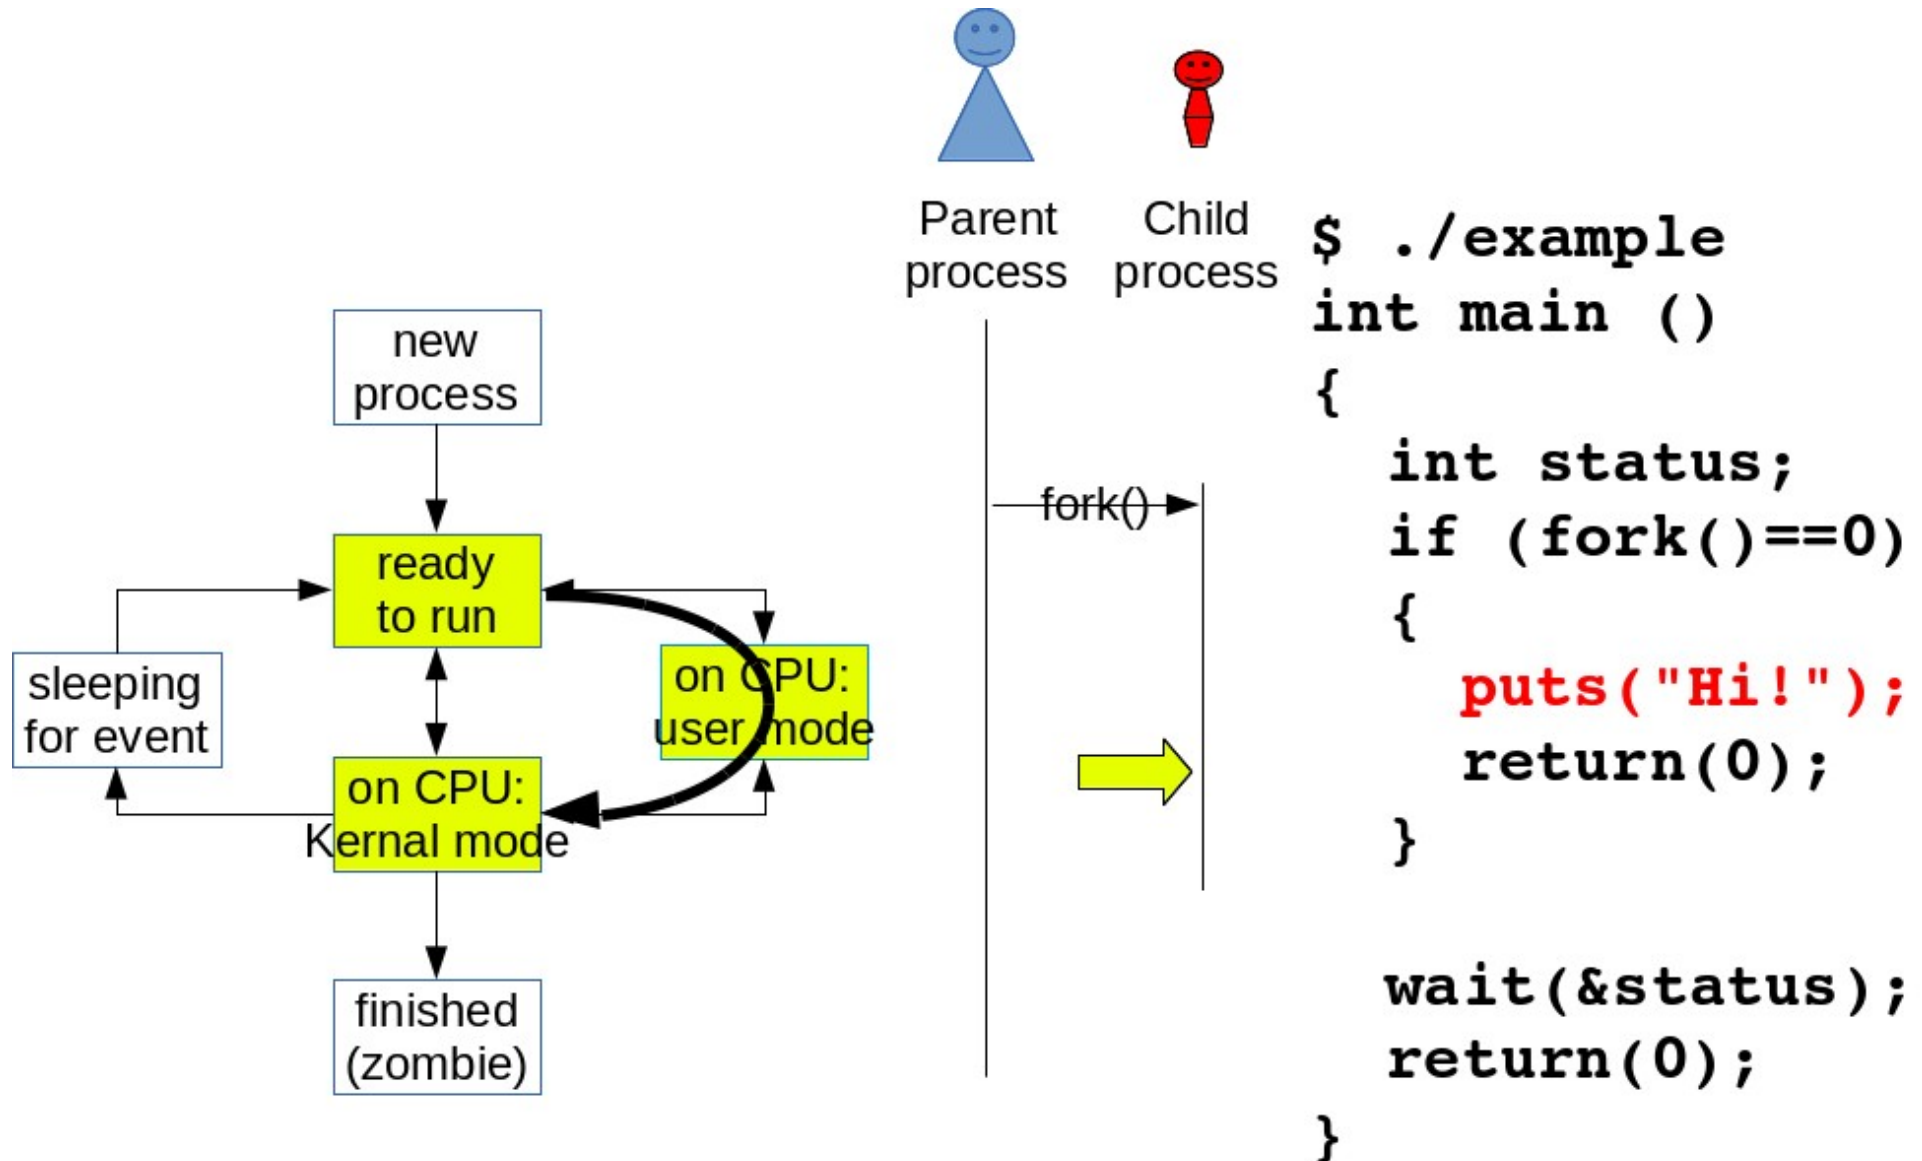 new
process
ready
to run
sleeping
for event
on CPU:
user mode
on CPU:
Kernal mode
finished
(zombie)
Parent
process
Child
process
fork()
$ ./example
int main ()
{
int status;
if (fork()==0)
{
puts("Hi!");
return(0);
}
wait(&status);
return(0);
}